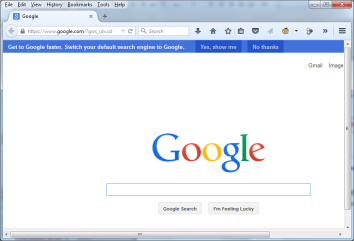 File Edit View History Bookmarks Tools Help
Google
https://www.google.com/?gws_rd=ssl
Search
Get to Google faster. Switch your default search engine to Google. Yes, show me No thanks
Gmail Image
Google
Google Search I'm Feeling Lucky